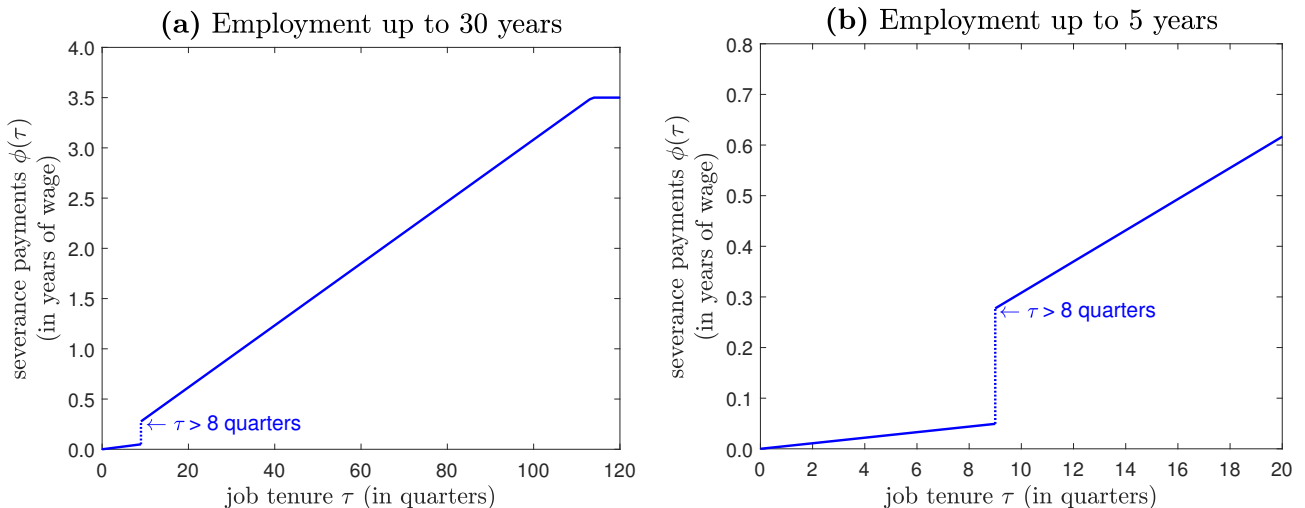 (a) Employment up to 30 years
4.0
3.5
3.0
2.5
2.0
1.5
1.0
0.5
0.0
severance payments ϕ(τ)
(in years of wage)
← τ > 8 quarters
0 20 40 60 80 100 120
job tenure τ (in quarters)
(b) Employment up to 5 years
0.8
0.7
0.6
0.5
0.4
0.3
0.2
0.1
0.0
severance payments ϕ(τ)
(in years of wage)
← τ > 8 quarters
0 2 4 6 8 10 12 14 16 18 20
job tenure τ (in quarters)